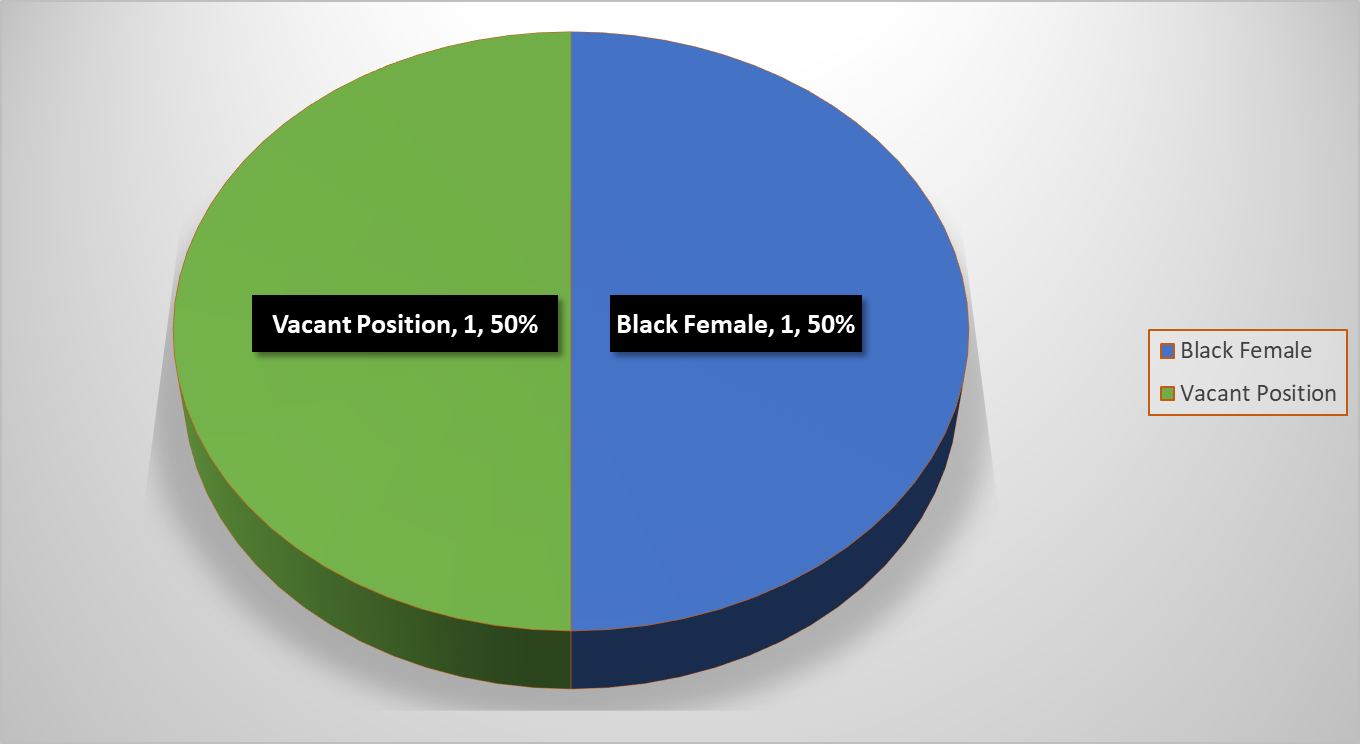 Vacant Position, 1, 50%
Black Female, 1, 50%
Black Female
Vacant Position